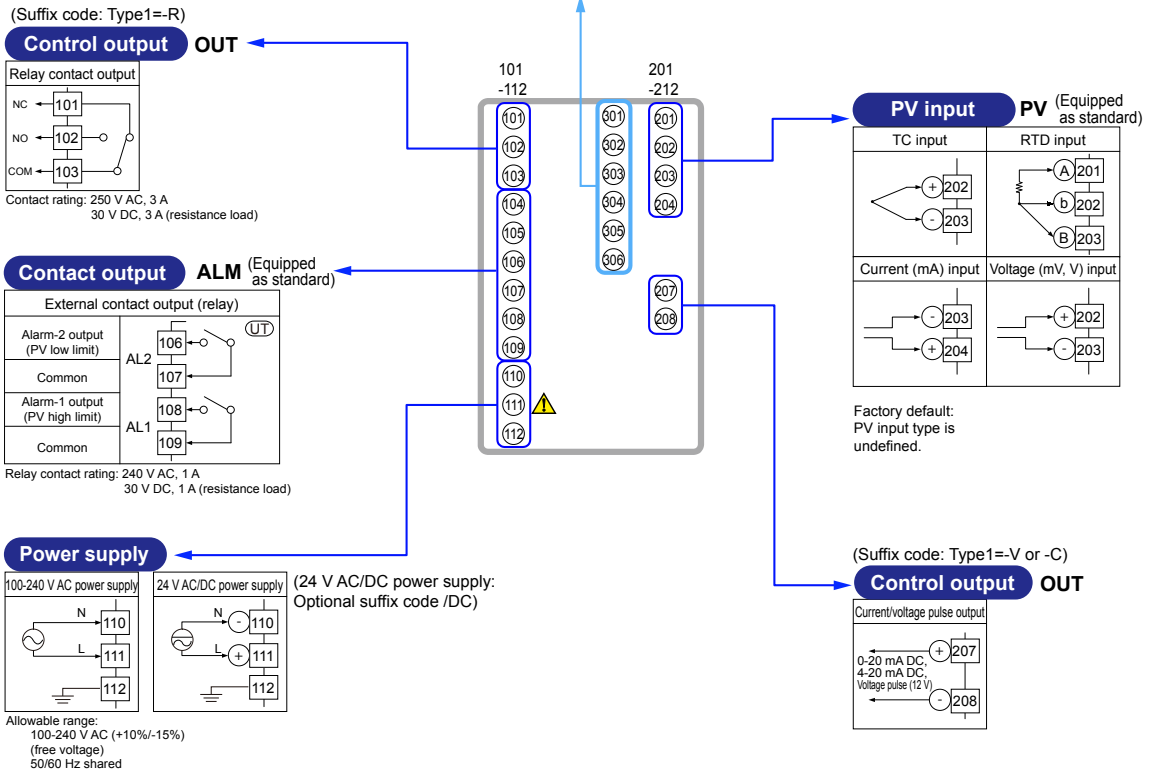 (Suffix code: Type1=-R)
Control output OUT
Relay contact output
NC 101
NO 102
COM 103
Contact rating: 250 V AC, 3 A
30 V DC, 3 A (resistance load)
Contact output ALM (Equipped
as standard)
External contact output (relay)
UT
Alarm-2 output
(PV low limit)
106
AL2
Common
107
Alarm-1 output
(PV high limit)
108
AL1
Common
109
Relay contact rating: 240 V AC, 1 A
30 V DC, 1 A (resistance load)
Power supply
100-240 V AC power supply
N 110
L 111
112
24 V AC/DC power supply
N - 110
L + 111
112
(24 V AC/DC power supply:
Optional suffix code /DC)
Allowable range:
100-240 V AC (+10%/-15%)
(free voltage)
50/60 Hz shared
101
-112
201
-212
101
102
103
104
105
106
107
108
109
110
111
112
301
302
303
304
305
306
201
202
203
204
207
208
PV input PV (Equipped
as standard)
TC input
+ 202
- 203
RTD input
A 201
b 202
B 203
Current (mA) input
- 203
+ 204
Voltage (mV, V) input
+ 202
- 203
Factory default:
PV input type is
undefined.
(Suffix code: Type1=-V or -C)
Control output OUT
Current/voltage pulse output
+ 207
0-20 mA DC,
4-20 mA DC,
Voltage pulse (12 V)
- 208